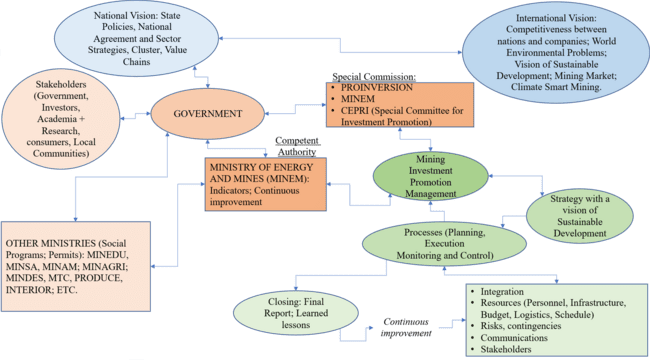 National Vision: State
Policies, National
Agreement and Sector
Strategies, Cluster, Value
Chains
International Vision:
Competitiveness between
nations and companies; World
Environmental Problems;
Vision of Sustainable
Development; Mining Market;
Climate Smart Mining.
Stakeholders
(Government,
Investors,
Academia +
Research,
consumers, Local
Communities)
GOVERNMENT
Special Commission:
• PROINVERSION
• MINEM
• CEPRI (Special Committee for
Investment Promotion)
Competent
Authority
MINISTRY OF ENERGY
AND MINES (MINEM):
Indicators; Continuous
improvement
Mining
Investment
Promotion
Management
Strategy with a
vision of
Sustainable
Development
OTHER MINISTRIES (Social
Programs; Permits): MINEDU,
MINSA, MINAM; MINAGRI;
MINDES, MTC, PRODUCE,
INTERIOR; ETC.
Processes (Planning,
Execution
Monitoring and Control)
Closing: Final
Report; Learned
lessons
Continuous
improvement
• Integration
• Resources (Personnel, Infrastructure,
Budget, Logistics, Schedule)
• Risks, contingencies
• Communications
• Stakeholders